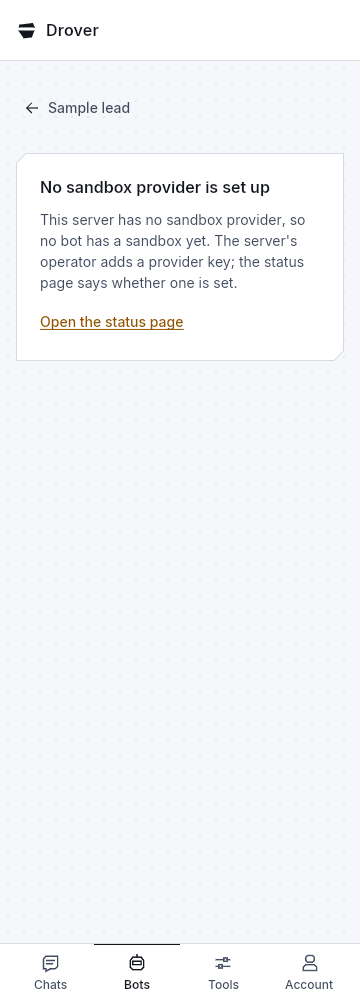 Drover
Sample lead
No sandbox provider is set up
This server has no sandbox provider, so
no bot has a sandbox yet. The server's
operator adds a provider key; the status
page says whether one is set.
Open the status page
Chats
Bots
Tools
Account